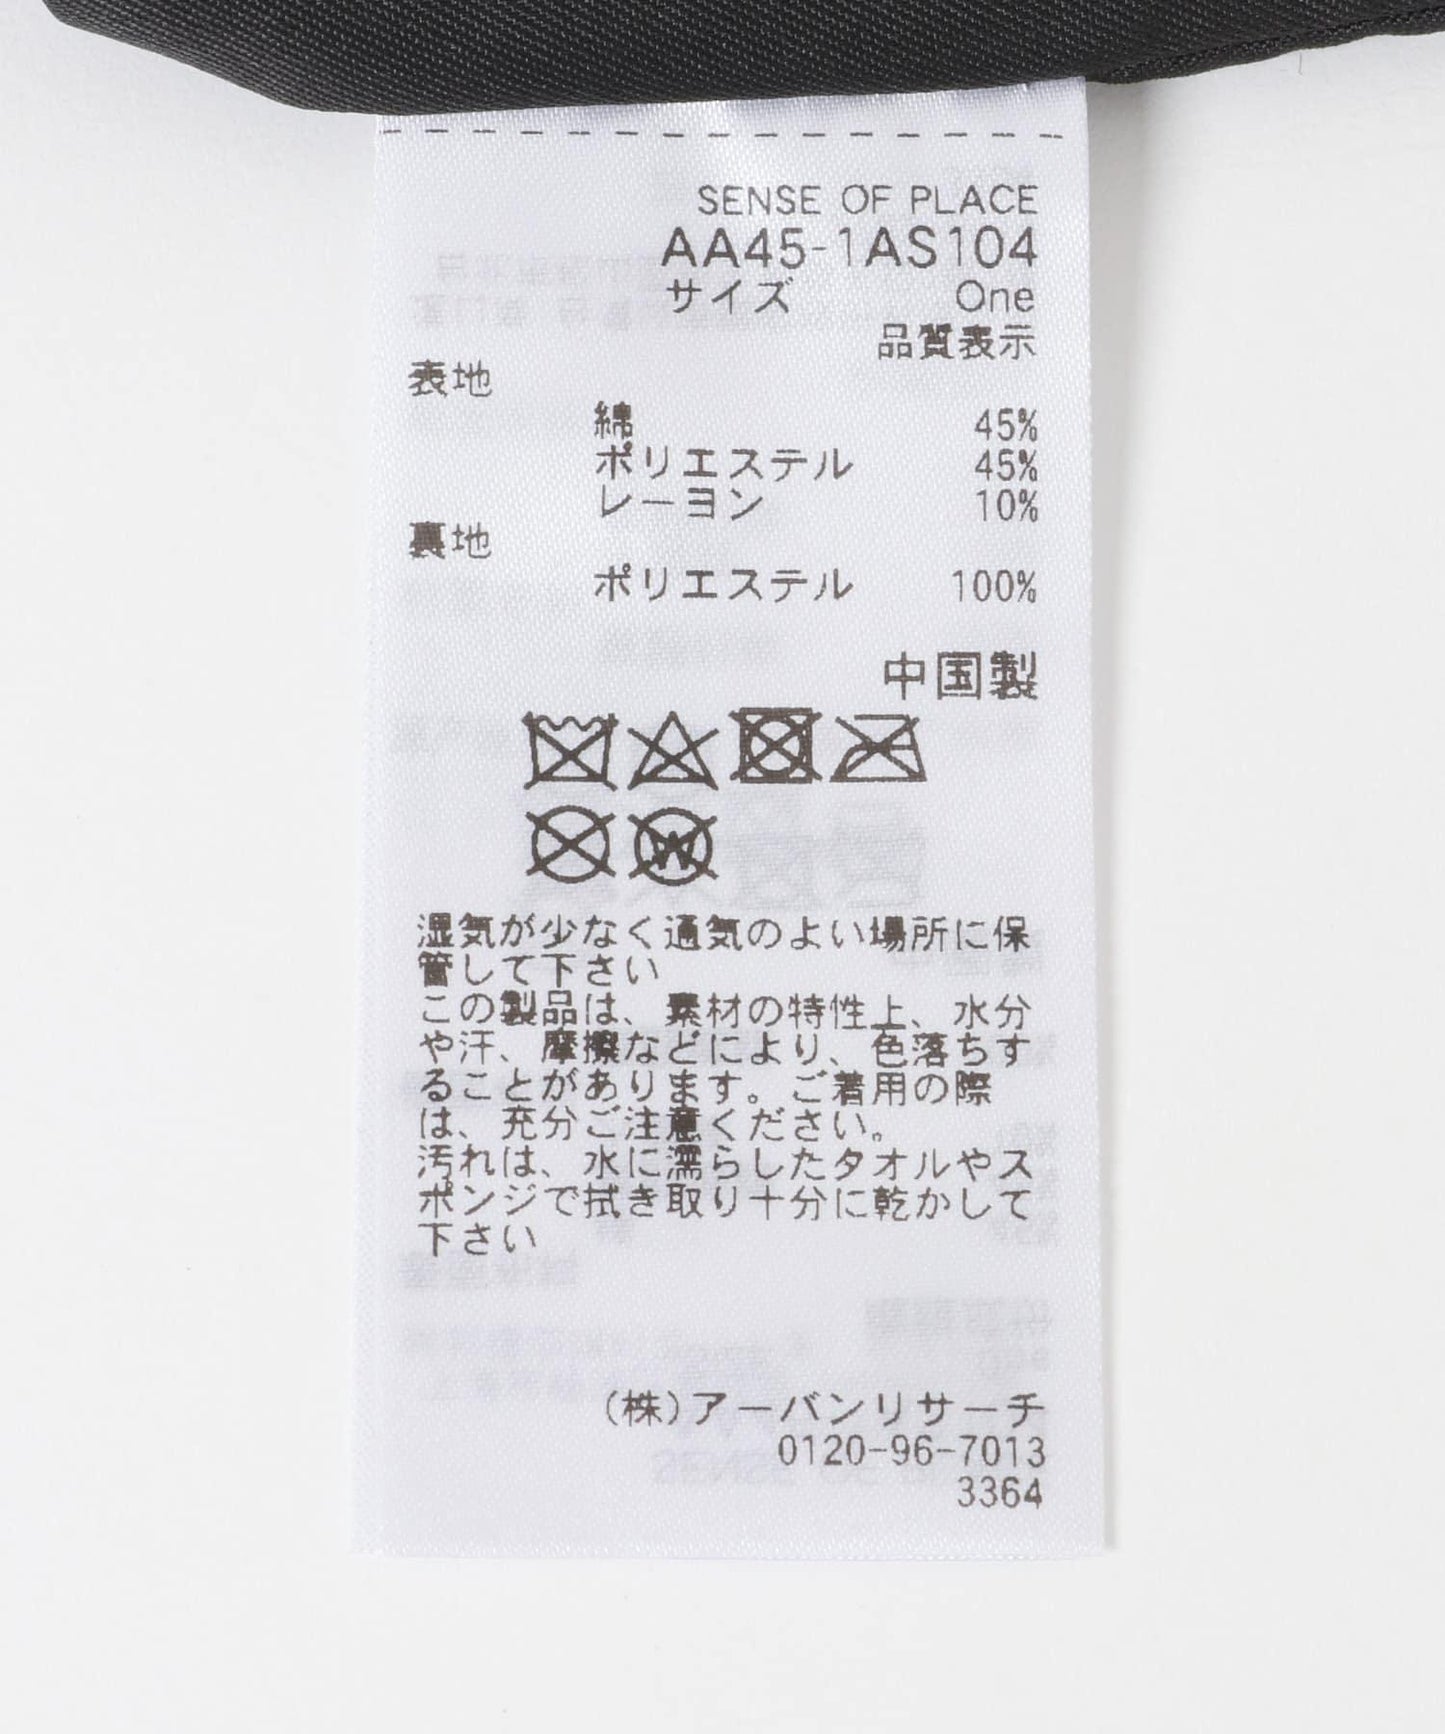 SENSE OF PLACE
AA45-1AS104
サイズ One
品質表示
表地
綿 45%
ポリエステル 45%
レーヨン 10%
裏地
ポリエステル 100%
中国製
W
湿気が少なく通気のよい場所に保
管して下さい
この製品は、素材の特性上、水分
や汗、摩擦などにより、色落ちす
ることがあります。ご着用の際
は、充分ご注意ください。
汚れは、水に濡らしたタオルやス
ポンジで拭き取り十分に乾かして
下さい
(株)アーバンリサーチ
0120-96-7013
3364